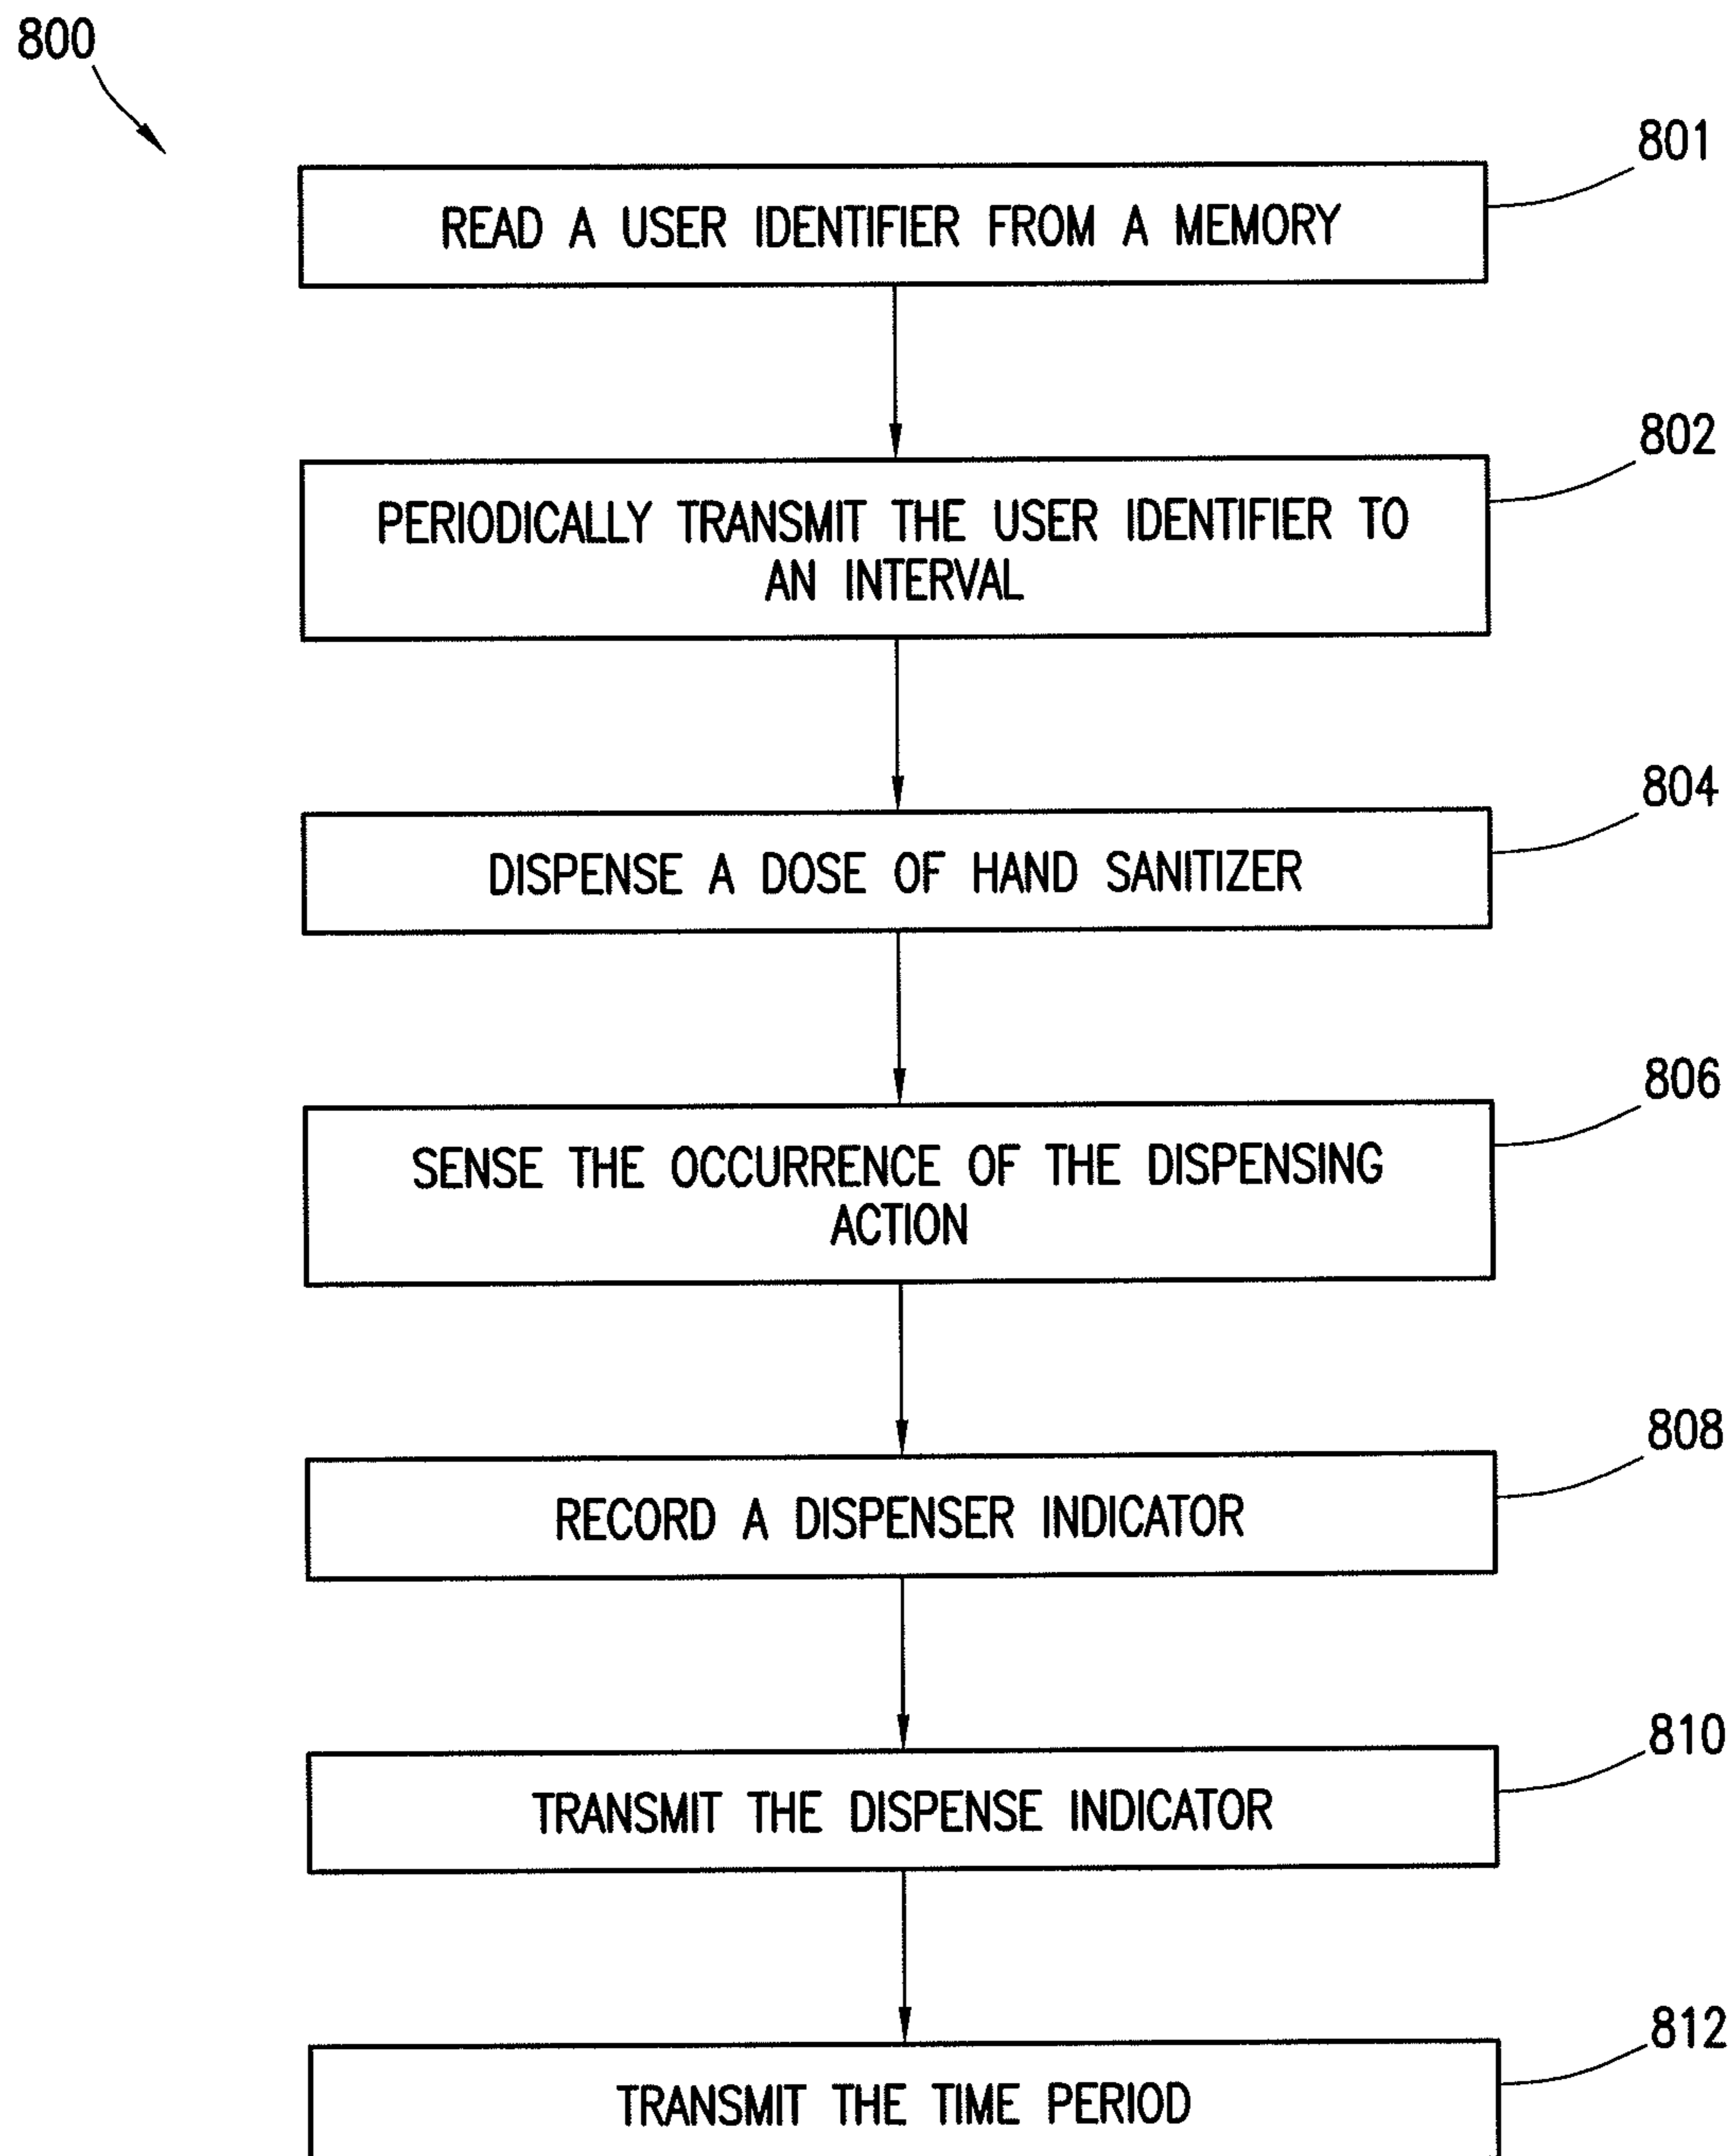 800
801
READ A USER IDENTIFIER FROM A MEMORY
802
PERIODICALLY TRANSMIT THE USER IDENTIFIER TO
AN INTERVAL
804
DISPENSE A DOSE OF HAND SANITIZER
806
SENSE THE OCCURRENCE OF THE DISPENSING
ACTION
808
RECORD A DISPENSER INDICATOR
810
TRANSMIT THE DISPENSE INDICATOR
812
TRANSMIT THE TIME PERIOD